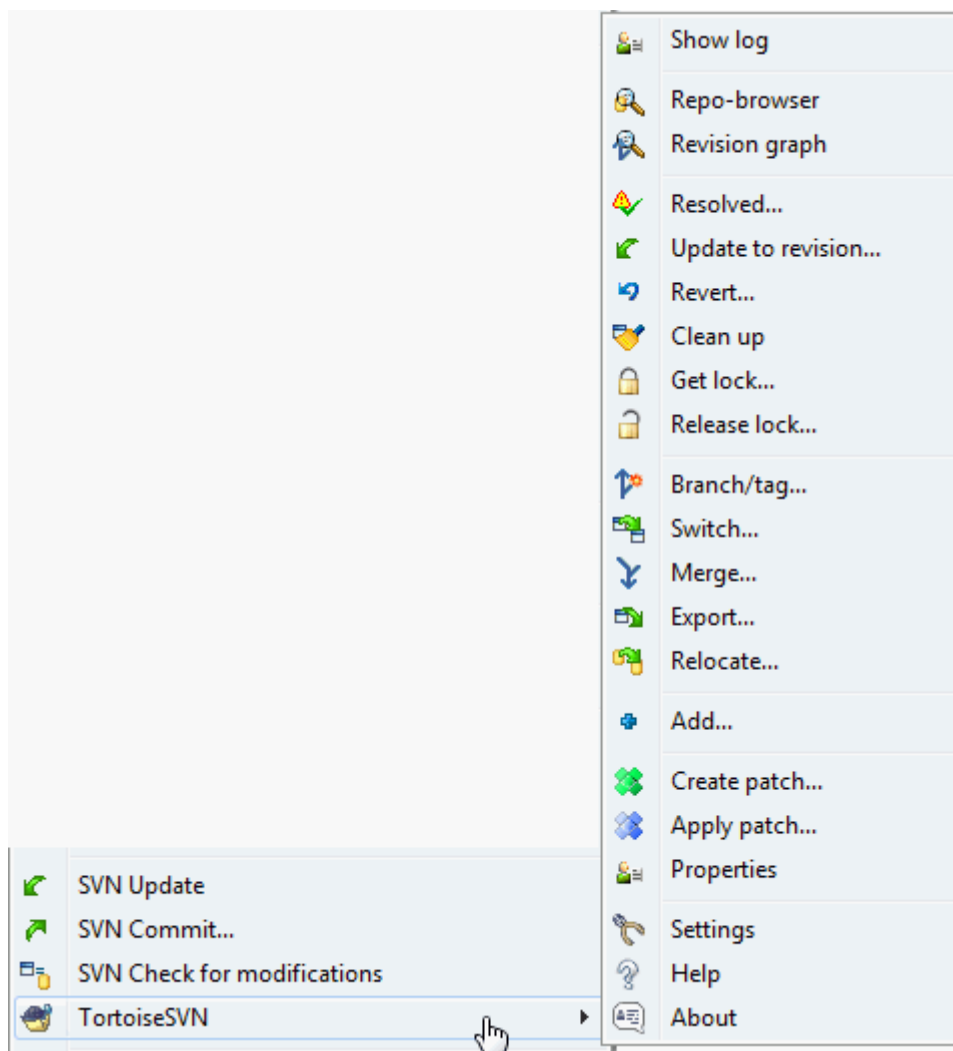 Show log
Repo-browser
Revision graph
Resolved...
Update to revision...
Revert...
Clean up
Get lock...
Release lock...
Branch/tag...
Switch...
Merge...
Export...
Relocate...
Add...
Create patch...
Apply patch...
Properties
Settings
Help
About
SVN Update
SVN Commit...
SVN Check for modifications
TortoiseSVN